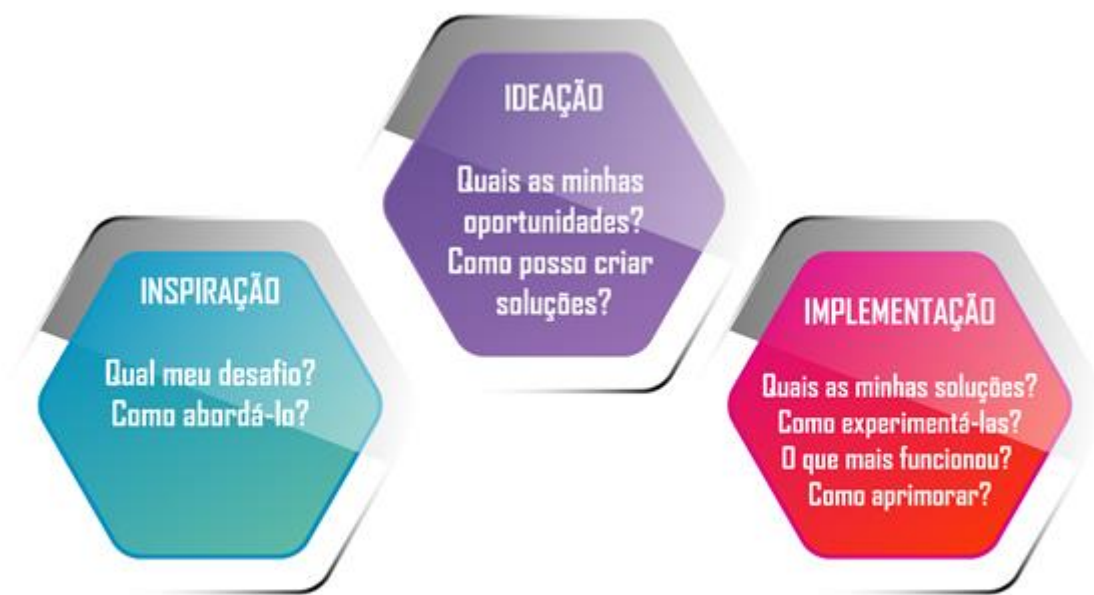 INSPIRAÇÃO
Qual meu desafio?
Como abordá-lo?
IDEAÇÃO
Quais as minhas
oportunidades?
Como posso criar
soluções?
IMPLEMENTAÇÃO
Quais as minhas soluções?
Como experimentá-las?
O que mais funcionou?
Como aprimorar?